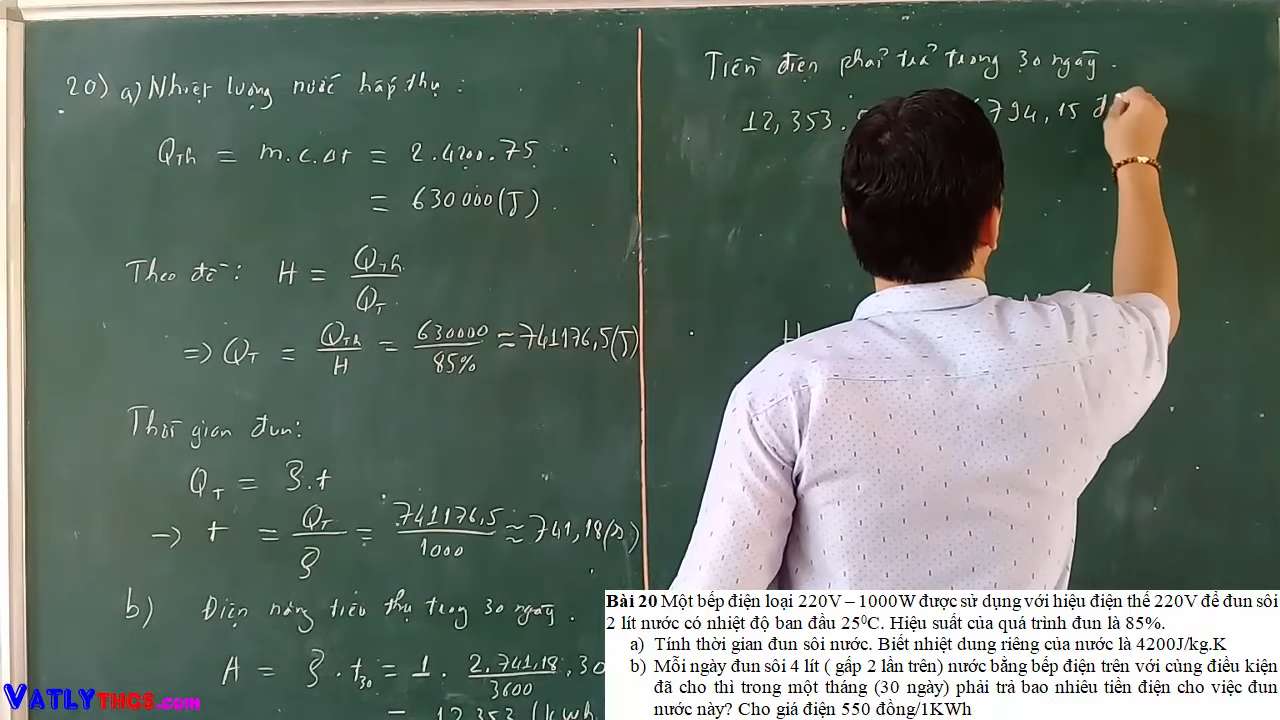 20) a) Nhiệt lượng nước hấp thụ :
Qth = m.c.Δt = 2.4200.75
= 630000(J)
Theo đề: H = QTh / QT
=> QT = QTh / H = 630000 / 85% ≈ 741176,5(J)
Thời gian đun:
QT = P.t
-> t = QT / P = 741176,5 / 1000 ≈ 741,18(s)
b) Điện năng tiêu thụ trong 30 ngày.
A = P.t30 = 1. 2.741,18 / 3600 .30
= 12,353 (kWh
Tiền điện phải trả trong 30 ngày.
12,353. 794,15 đ
H
Bài 20 Một bếp điện loại 220V – 1000W được sử dụng với hiệu điện thế 220V để đun sôi
2 lít nước có nhiệt độ ban đầu 25⁰C. Hiệu suất của quá trình đun là 85%.
a) Tính thời gian đun sôi nước. Biết nhiệt dung riêng của nước là 4200J/kg.K
b) Mỗi ngày đun sôi 4 lít ( gấp 2 lần trên) nước bằng bếp điện trên với cùng điều kiện
đã cho thì trong một tháng (30 ngày) phải trả bao nhiêu tiền điện cho việc đun
nước này? Cho giá điện 550 đồng/1KWh
VATLYTHCS.com